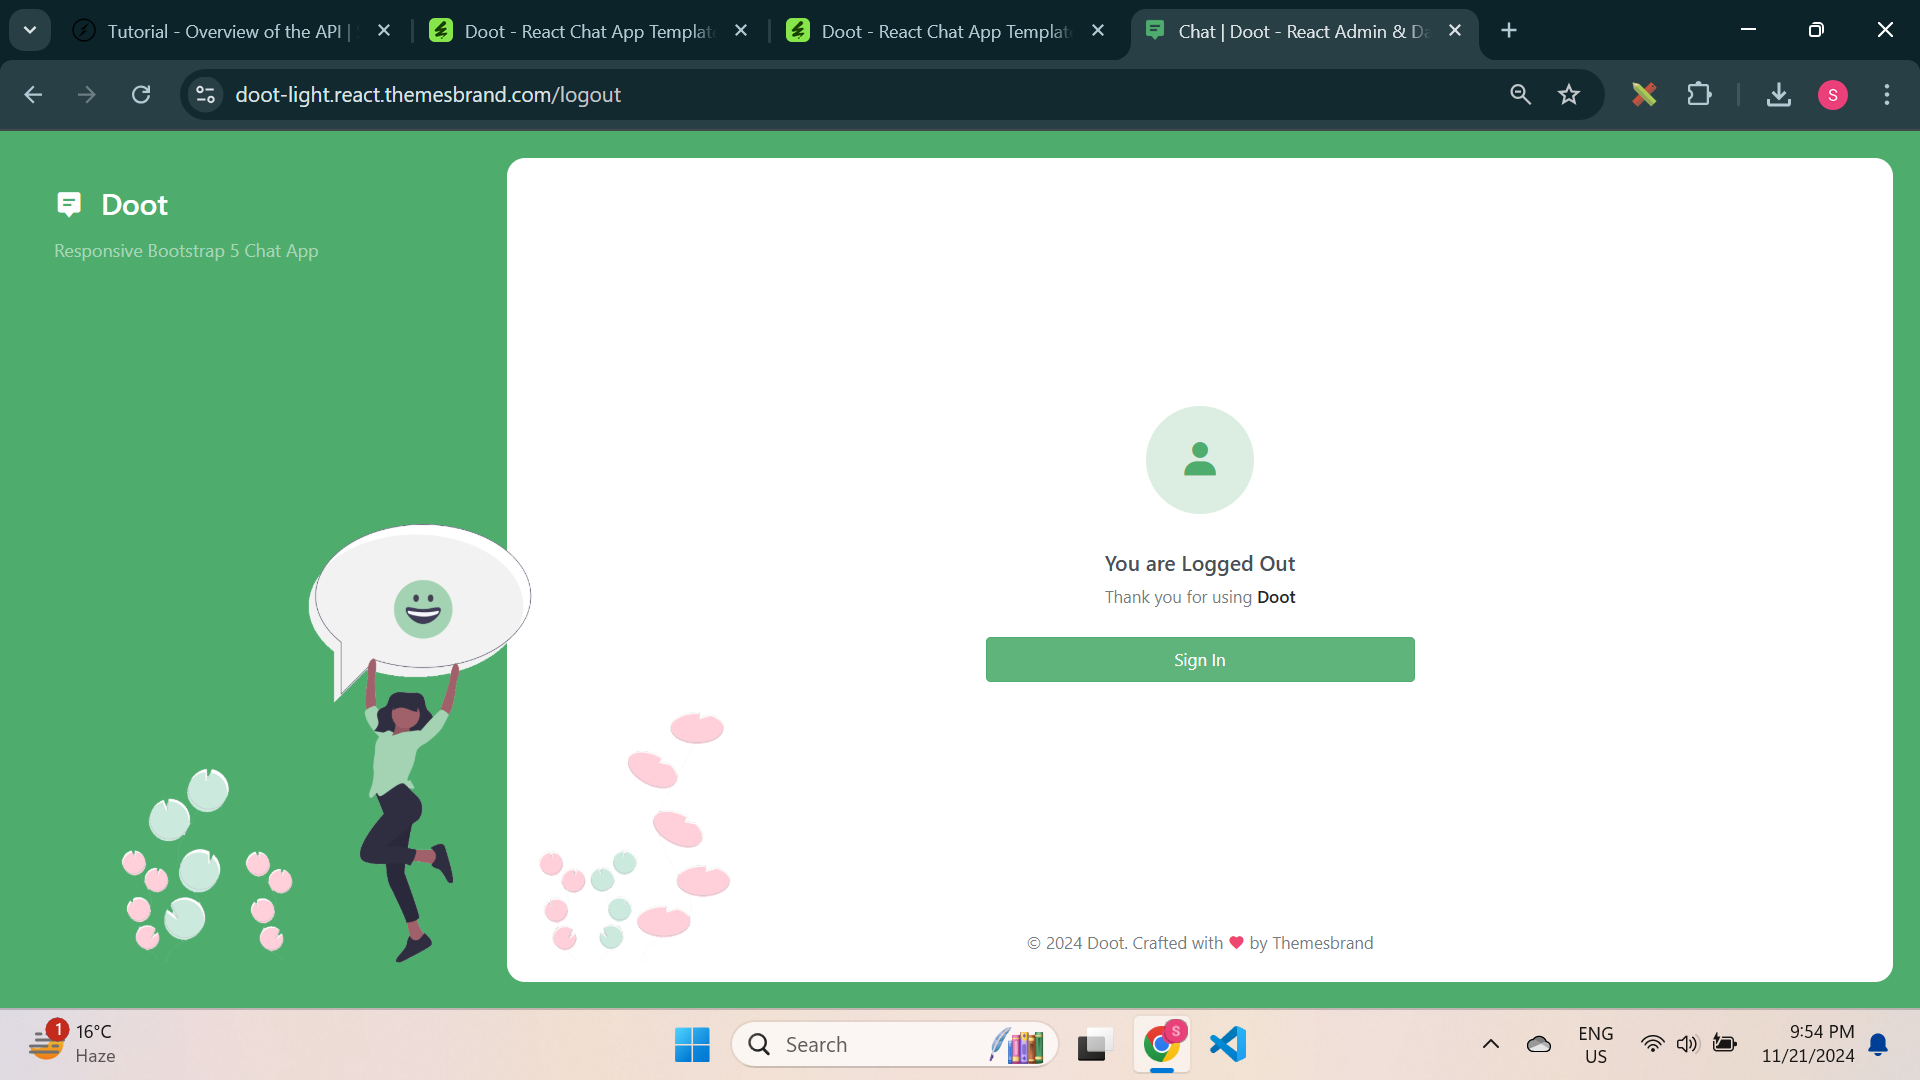 Tutorial - Overview of the API |
Doot - React Chat App Templat
Doot - React Chat App Templat
Chat | Doot - React Admin & Da
doot-light.react.themesbrand.com/logout
S
Doot
Responsive Bootstrap 5 Chat App
You are Logged Out
Thank you for using Doot
Sign In
© 2024 Doot. Crafted with ❤ by Themesbrand
1
16°C
Haze
Search
S
ENG
US
9:54 PM
11/21/2024